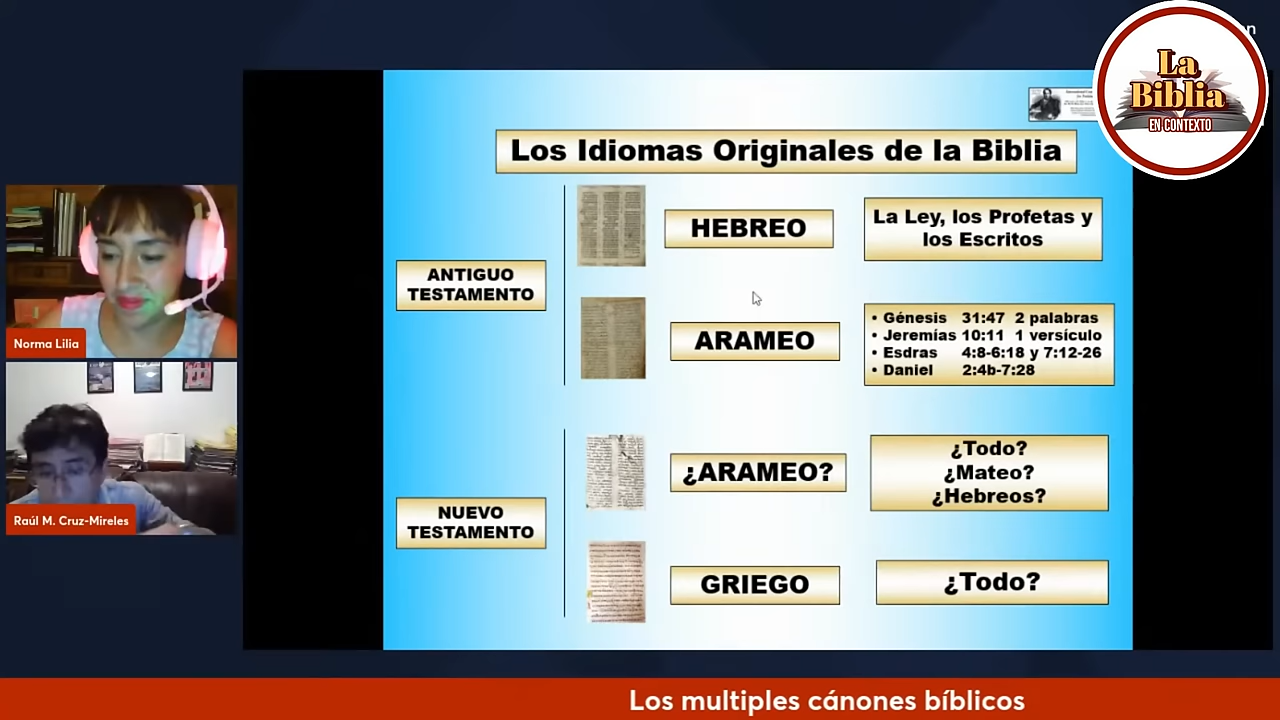 La
Biblia
EN CONTEXTO
Los Idiomas Originales de la Biblia
ANTIGUO
TESTAMENTO
HEBREO
La Ley, los Profetas y
los Escritos
ARAMEO
• Génesis 31:47 2 palabras
• Jeremías 10:11 1 versículo
• Esdras 4:8-6:18 y 7:12-26
• Daniel 2:4b-7:28
NUEVO
TESTAMENTO
¿ARAMEO?
¿Todo?
¿Mateo?
¿Hebreos?
GRIEGO
¿Todo?
Norma Lilia
Raúl M. Cruz-Mireles
Los multiples cánones bíblicos